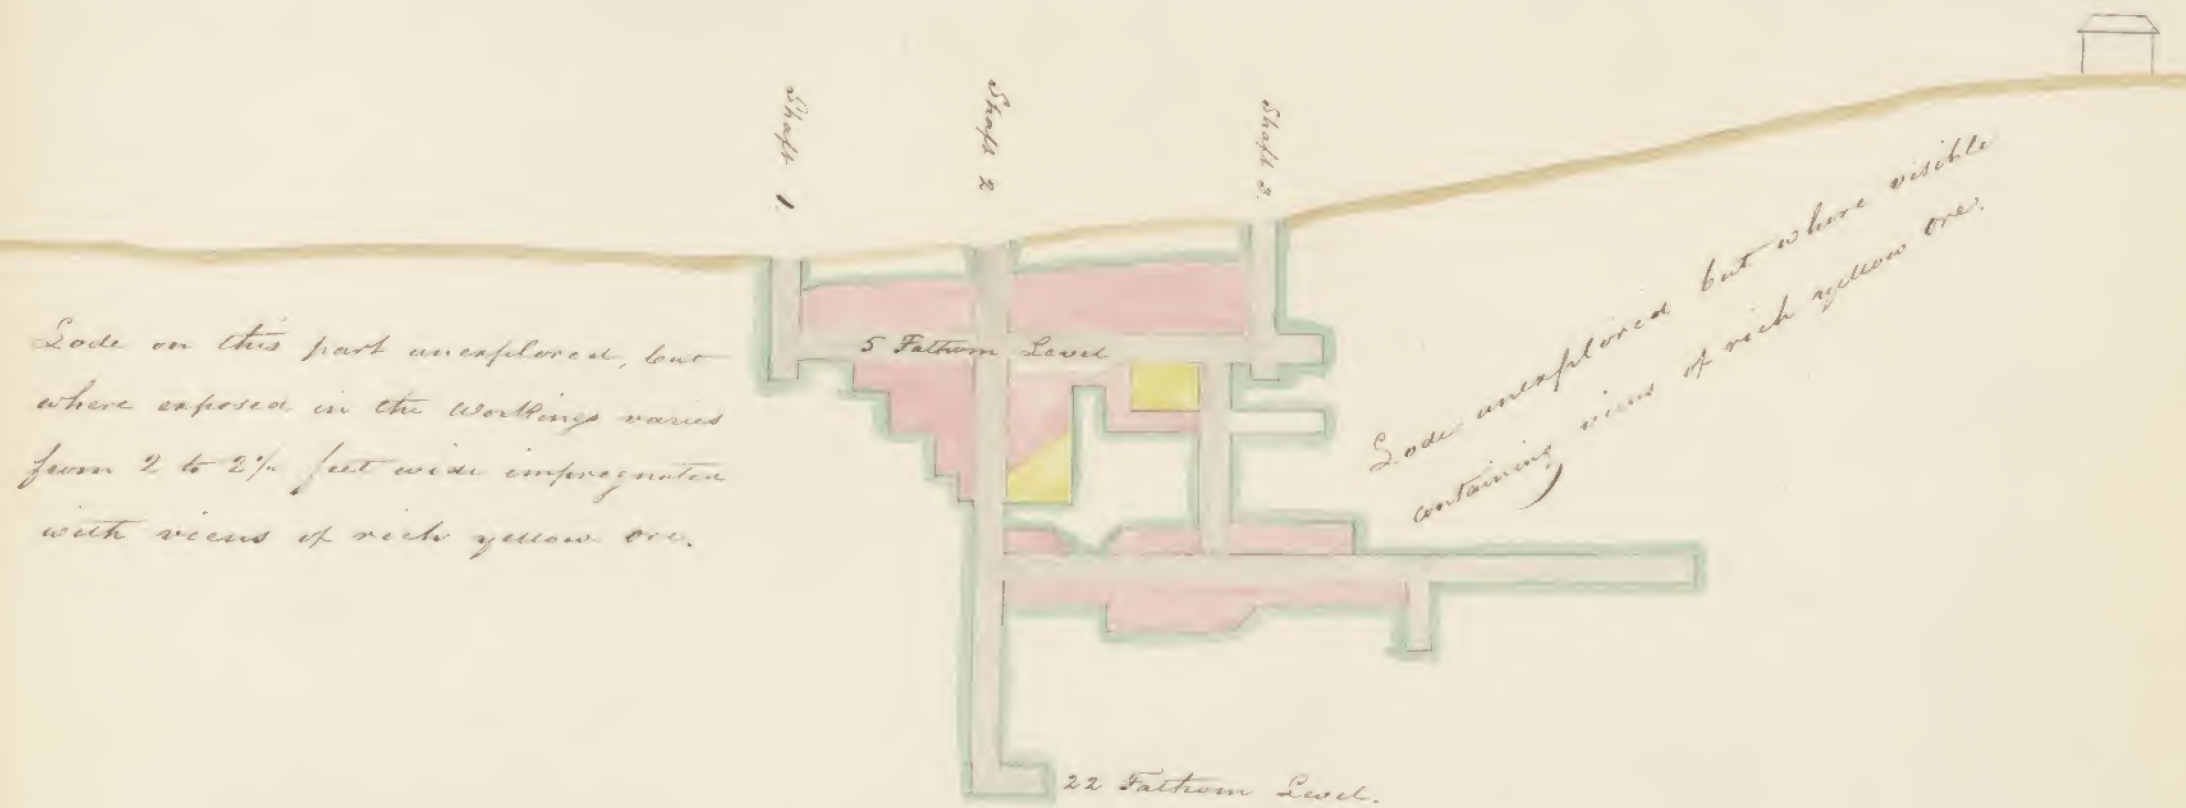 Shaft 1.
Shaft 2
Shaft 3.
5 Fathom Level
Lode on this part unexplored, but
where exposed in the Workings varies
from 2 to 2½ feet wide impregnated
with viens of rich yellow ore.
Lode unexplored but where visible
containing viens of rich yellow ore.
22 Fathom Level.